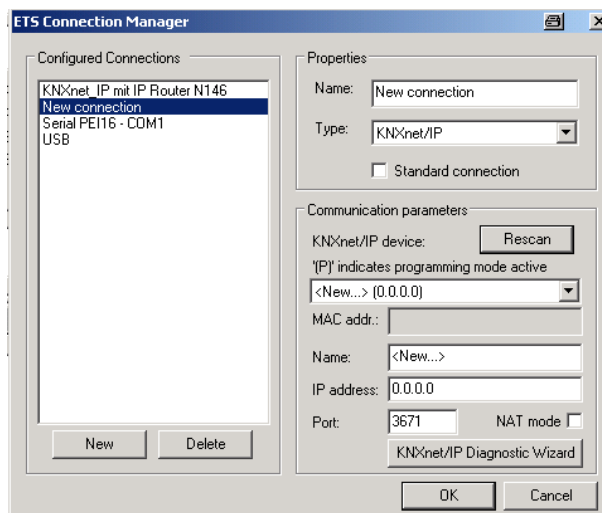 ETS Connection Manager
Configured Connections
KNXnet_IP mit IP Router N146
New connection
Serial PEI16 - COM1
USB
New
Delete
Properties
Name:
New connection
Type:
KNXnet/IP
Standard connection
Communication parameters
KNXnet/IP device:
Rescan
'(P)' indicates programming mode active
<New...> (0.0.0.0)
MAC addr.:
Name:
<New...>
IP address:
0.0.0.0
Port:
3671
NAT mode
KNXnet/IP Diagnostic Wizard
OK
Cancel